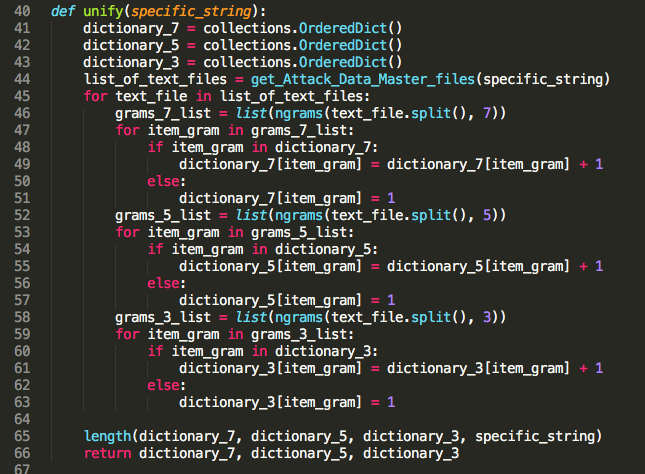 40 def unify(specific_string):
41     dictionary_7 = collections.OrderedDict()
42     dictionary_5 = collections.OrderedDict()
43     dictionary_3 = collections.OrderedDict()
44     list_of_text_files = get_Attack_Data_Master_files(specific_string)
45     for text_file in list_of_text_files:
46         grams_7_list = list(ngrams(text_file.split(), 7))
47         for item_gram in grams_7_list:
48             if item_gram in dictionary_7:
49                 dictionary_7[item_gram] = dictionary_7[item_gram] + 1
50             else:
51                 dictionary_7[item_gram] = 1
52         grams_5_list = list(ngrams(text_file.split(), 5))
53         for item_gram in grams_5_list:
54             if item_gram in dictionary_5:
55                 dictionary_5[item_gram] = dictionary_5[item_gram] + 1
56             else:
57                 dictionary_5[item_gram] = 1
58         grams_3_list = list(ngrams(text_file.split(), 3))
59         for item_gram in grams_3_list:
60             if item_gram in dictionary_3:
61                 dictionary_3[item_gram] = dictionary_3[item_gram] + 1
62             else:
63                 dictionary_3[item_gram] = 1
64
65     length(dictionary_7, dictionary_5, dictionary_3, specific_string)
66     return dictionary_7, dictionary_5, dictionary_3
67